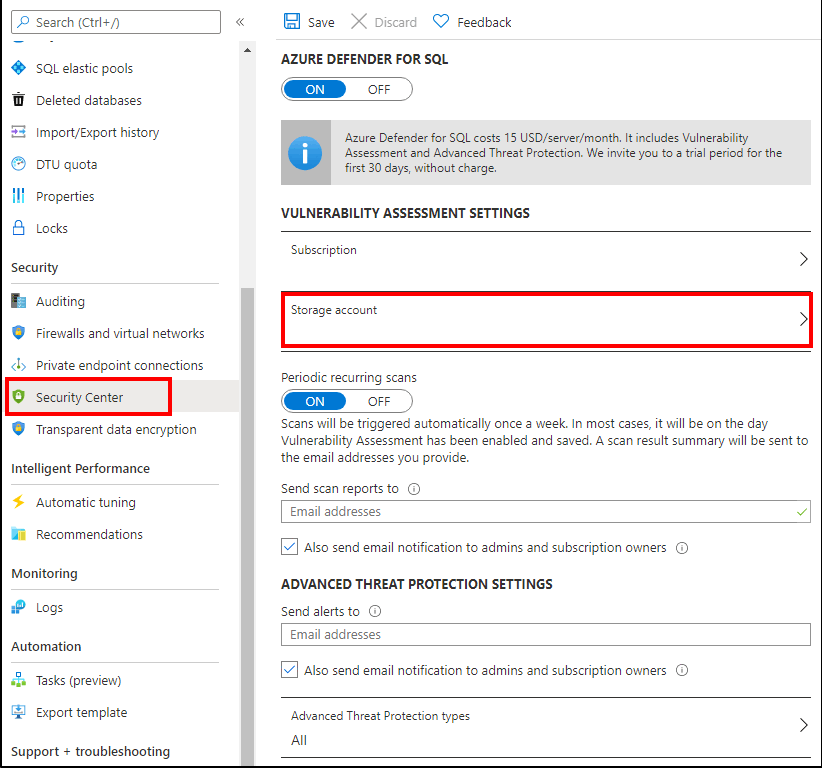 Search (Ctrl+/)
«
SQL elastic pools
Deleted databases
Import/Export history
DTU quota
Properties
Locks
Security
Auditing
Firewalls and virtual networks
Private endpoint connections
Security Center
Transparent data encryption
Intelligent Performance
Automatic tuning
Recommendations
Monitoring
Logs
Automation
Tasks (preview)
Export template
Support + troubleshooting
Save
Discard
Feedback
AZURE DEFENDER FOR SQL
ON OFF
Azure Defender for SQL costs 15 USD/server/month. It includes Vulnerability
Assessment and Advanced Threat Protection. We invite you to a trial period for the
first 30 days, without charge.
VULNERABILITY ASSESSMENT SETTINGS
Subscription
Storage account
Periodic recurring scans
ON OFF
Scans will be triggered automatically once a week. In most cases, it will be on the day
Vulnerability Assessment has been enabled and saved. A scan result summary will be sent to
the email addresses you provide.
Send scan reports to
Email addresses
Also send email notification to admins and subscription owners
ADVANCED THREAT PROTECTION SETTINGS
Send alerts to
Email addresses
Also send email notification to admins and subscription owners
Advanced Threat Protection types
All